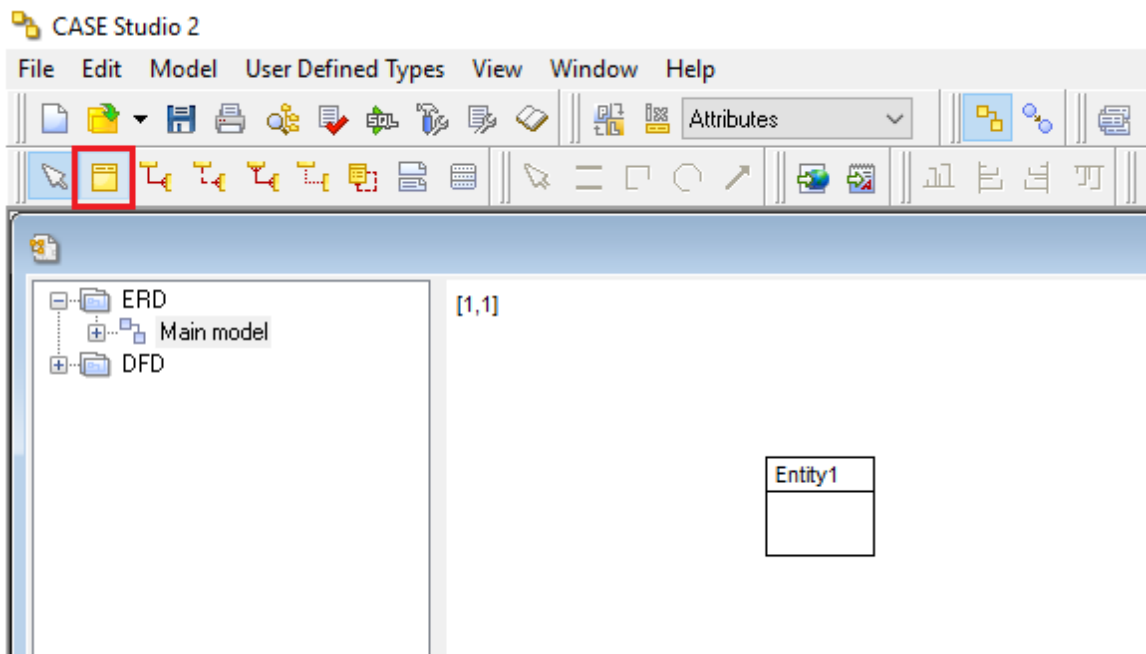 CASE Studio 2
File Edit Model User Defined Types View Window Help
Attributes
ERD
Main model
DFD
[1,1]
Entity1